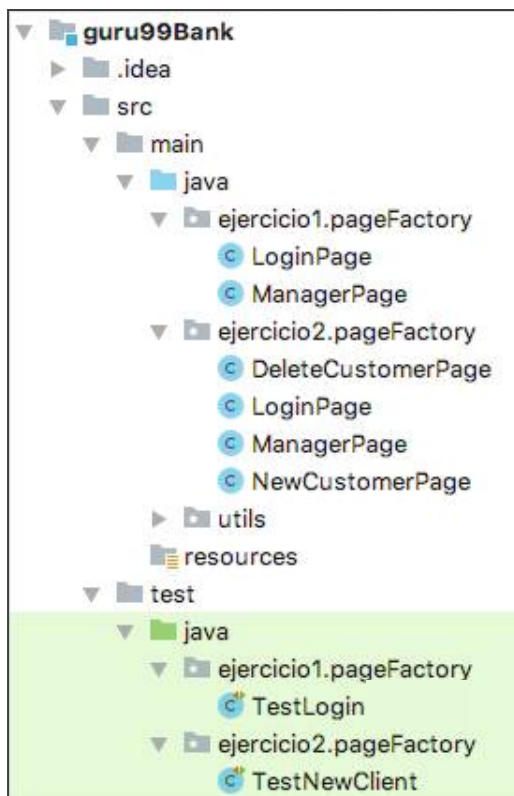 guru99Bank
.idea
src
main
java
ejercicio1.pageFactory
LoginPage
ManagerPage
ejercicio2.pageFactory
DeleteCustomerPage
LoginPage
ManagerPage
NewCustomerPage
utils
resources
test
java
ejercicio1.pageFactory
TestLogin
ejercicio2.pageFactory
TestNewClient